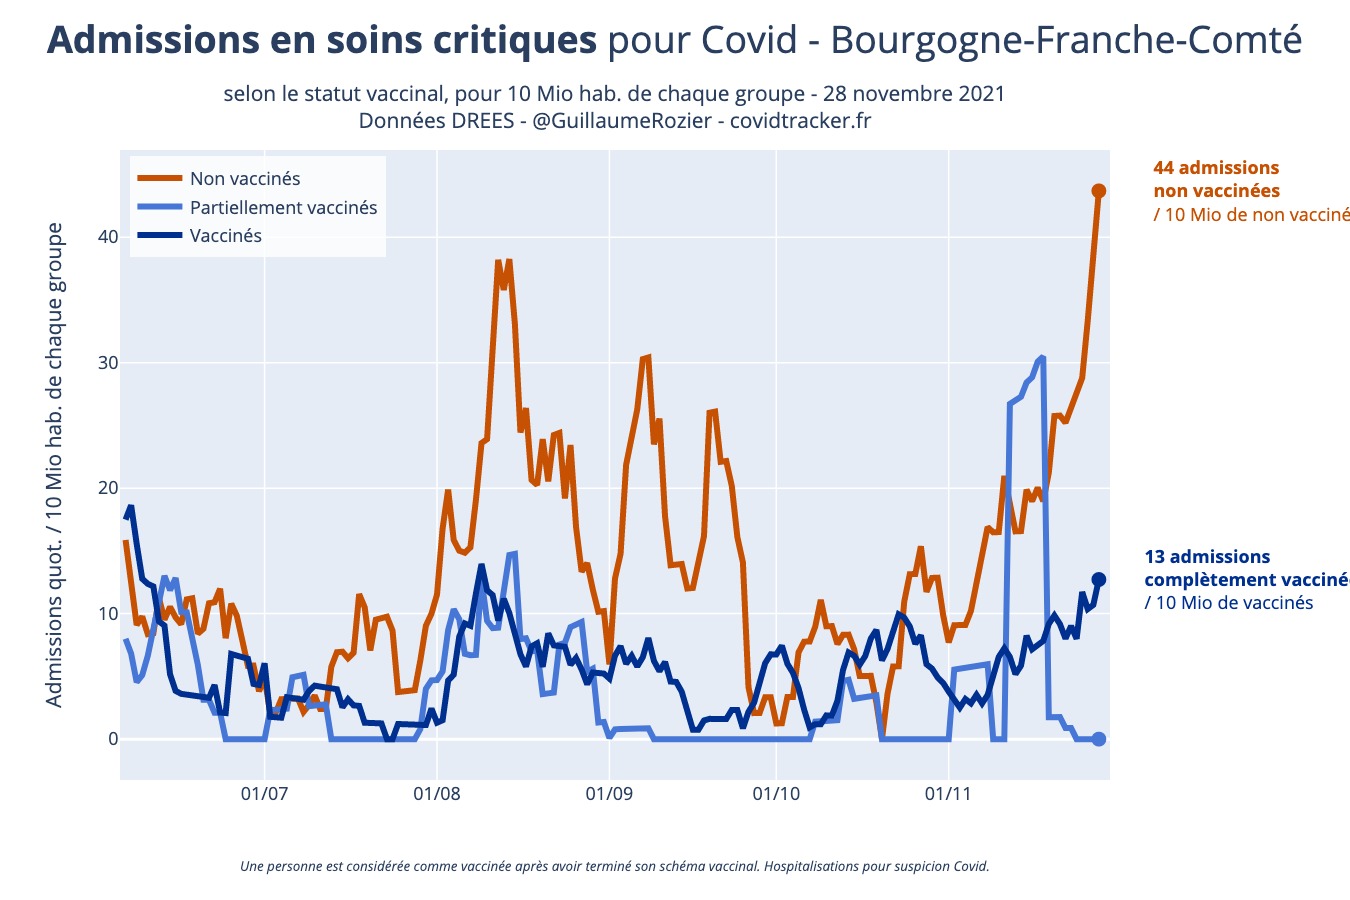 Admissions en soins critiques pour Covid - Bourgogne-Franche-Comté
selon le statut vaccinal, pour 10 Mio hab. de chaque groupe - 28 novembre 2021
Données DREES - @GuillaumeRozier - covidtracker.fr
Non vaccinés
Partiellement vaccinés
Vaccinés
44 admissions
non vaccinées
/ 10 Mio de non vacciné
Admissions quot. / 10 Mio hab. de chaque groupe
40
30
20
10
0
13 admissions
complètement vacciné
/ 10 Mio de vaccinés
01/07
01/08
01/09
01/10
01/11
Une personne est considérée comme vaccinée après avoir terminé son schéma vaccinal. Hospitalisations pour suspicion Covid.